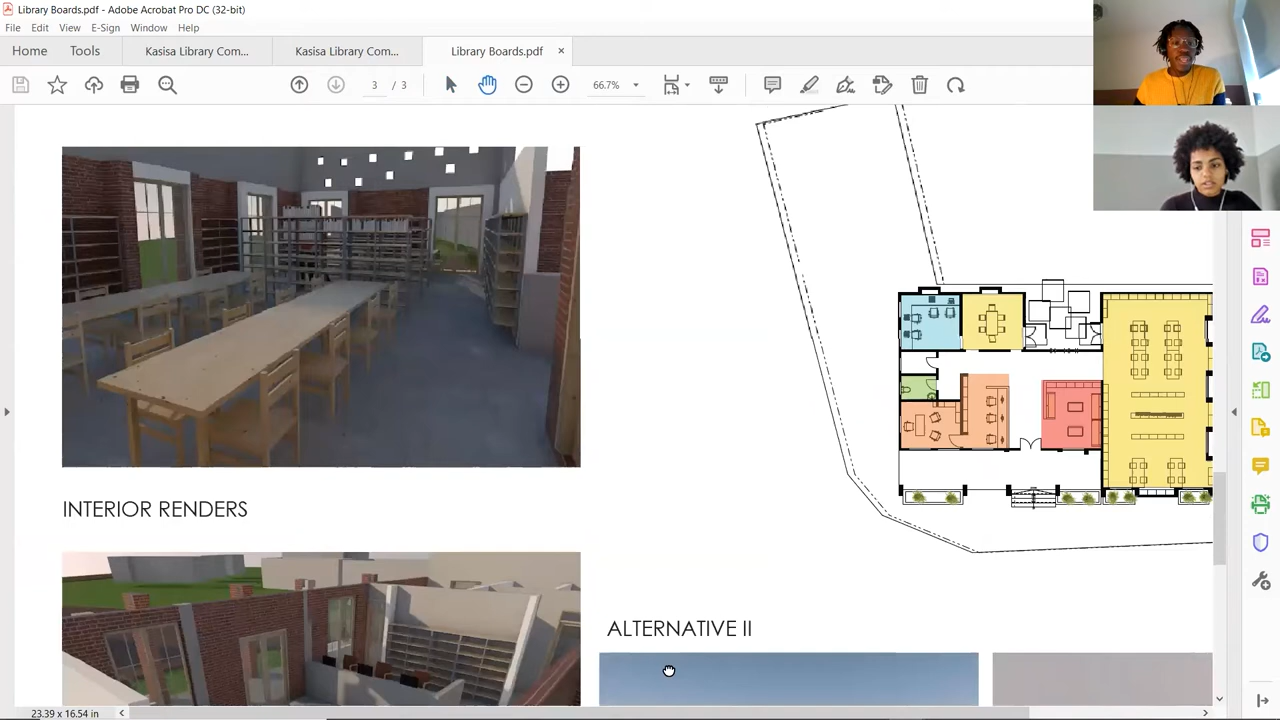 Library Boards.pdf - Adobe Acrobat Pro DC (32-bit)
File Edit View E-Sign Window Help
Home Tools Kasisa Library Com... Kasisa Library Com... Library Boards.pdf ×
3 / 3 66.7%
INTERIOR RENDERS
ALTERNATIVE II
23.39 x 16.54 in